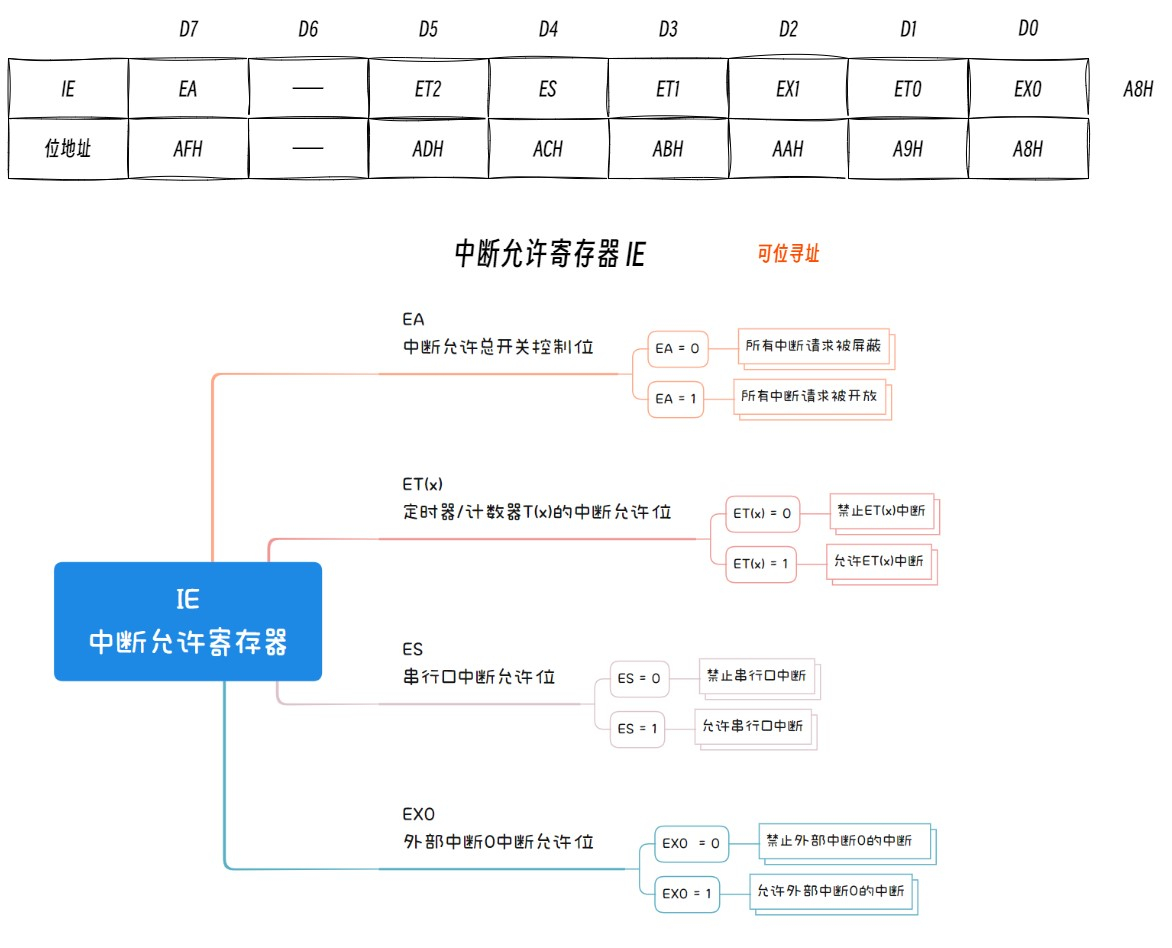 D7 D6 D5 D4 D3 D2 D1 D0
IE EA — ET2 ES ET1 EX1 ET0 EX0 A8H
位地址 AFH — ADH ACH ABH AAH A9H A8H
中断允许寄存器 IE 可位寻址
IE
中断允许寄存器
EA
中断允许总开关控制位
EA = 0 所有中断请求被屏蔽
EA = 1 所有中断请求被开放
ET(x)
定时器/计数器T(x)的中断允许位
ET(x) = 0 禁止ET(x)中断
ET(x) = 1 允许ET(x)中断
ES
串行口中断允许位
ES = 0 禁止串行口中断
ES = 1 允许串行口中断
EX0
外部中断0中断允许位
EX0 = 0 禁止外部中断0的中断
EX0 = 1 允许外部中断0的中断